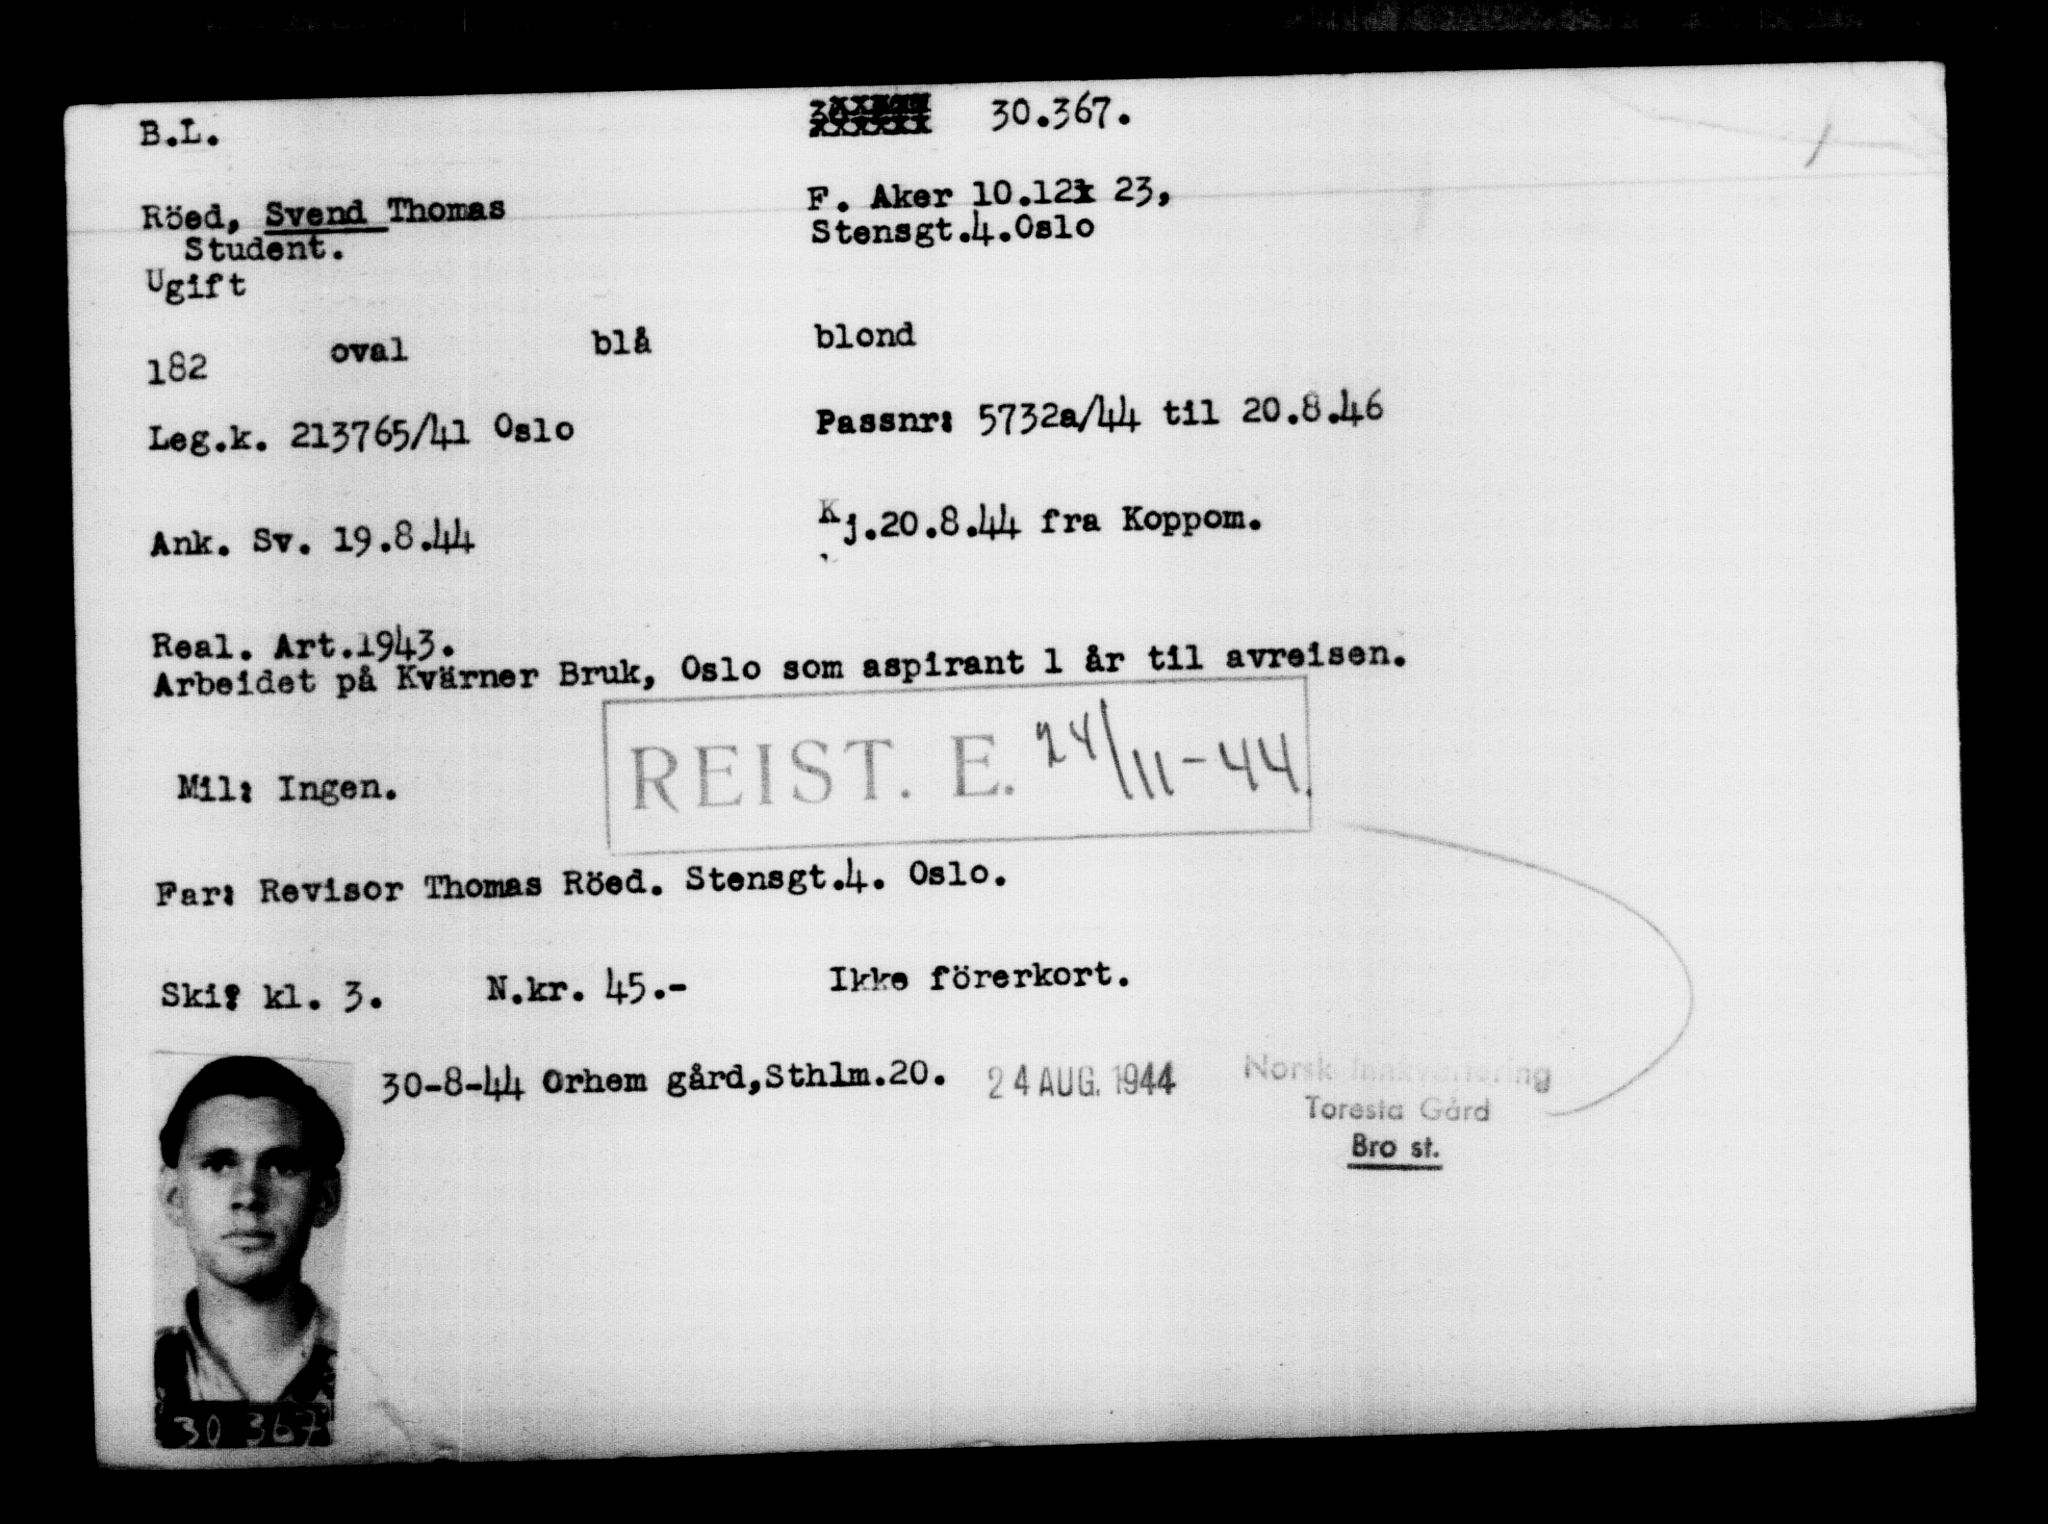 B.L. 30.367.
Röed, Svend Thomas F. Aker 10.12 23,
Student. Stensgt.4.Oslo
Ugift
182 oval blå blond
Leg.k. 213765/41 Oslo Passnr: 5732a/44 til 20.8.46
Ank. Sv. 19.8.44 Kj.20.8.44 fra Koppom.
Real. Art.1943.
Arbeidet på Kvärner Bruk, Oslo som aspirant 1 år til avreisen.
REIST. E. 24/11-44.
Mil: Ingen.
Far: Revisor Thomas Röed. Stensgt.4. Oslo.
Ski? kl. 3. N.kr. 45.- Ikke förerkort.
30-8-44 Orhem gård,Sthlm.20. 24 AUG. 1944 Norsk Innkvartering
Toresta Gård
Bro st.
30 367